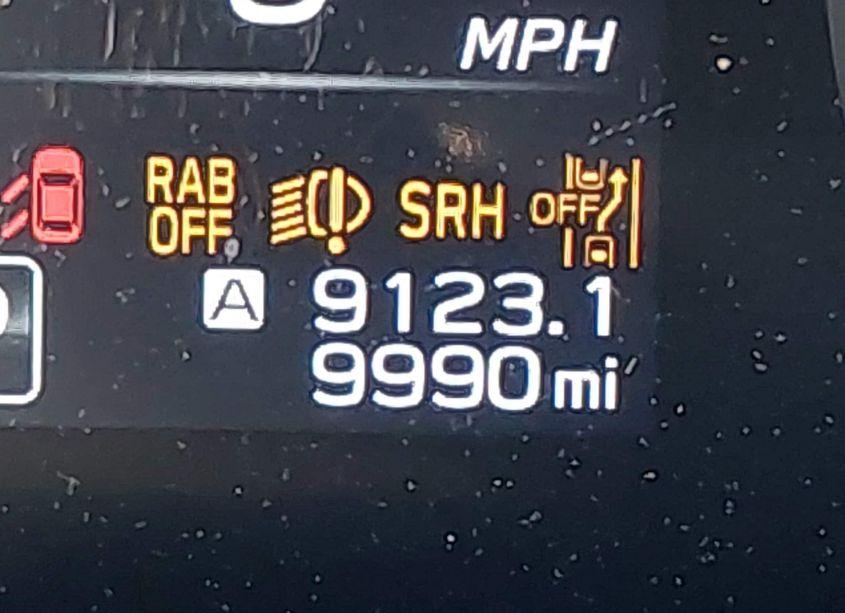 MPH
RAB OFF SRH OFF
A 9123.1
9990 mi